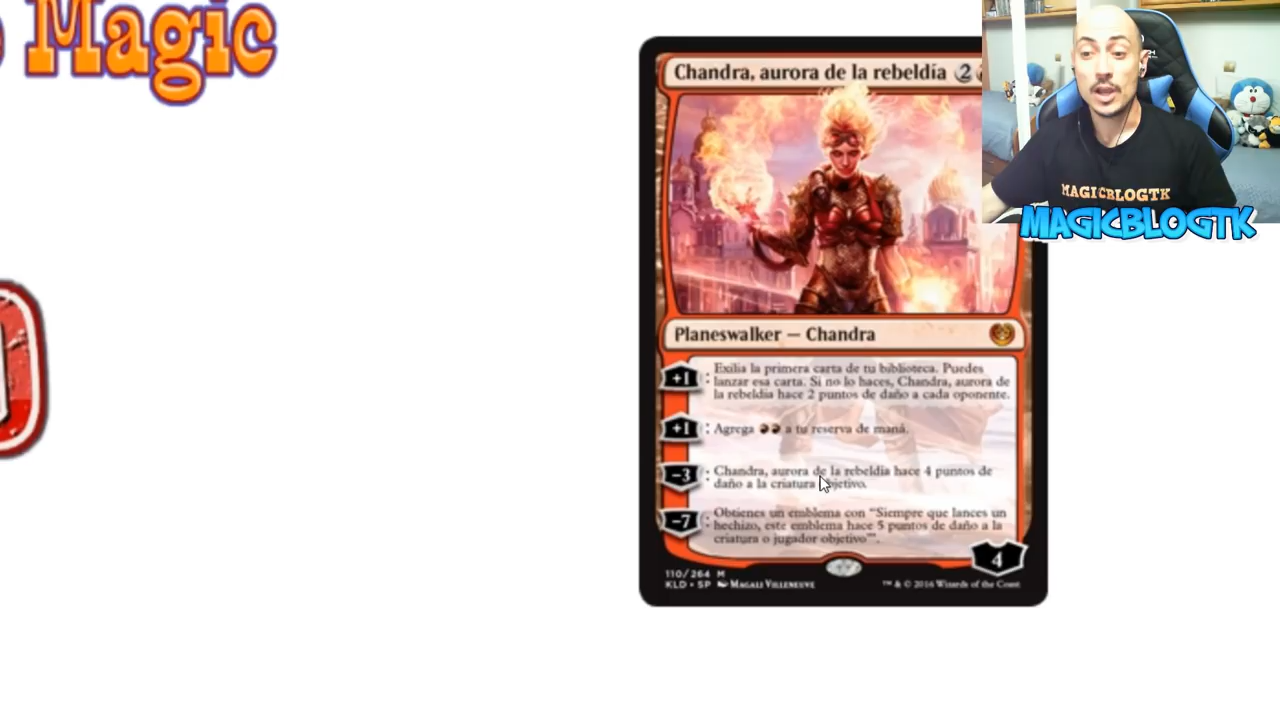 Magic
Chandra, aurora de la rebeldía 2
MAGICBLOGTK
MAGICBLOGTK
Planeswalker — Chandra
+1 : Exilia la primera carta de tu biblioteca. Puedes
lanzar esa carta. Si no lo haces, Chandra, aurora de
la rebeldía hace 2 puntos de daño a cada oponente.
+1 : Agrega a tu reserva de maná.
-3 : Chandra, aurora de la rebeldía hace 4 puntos de
daño a la criatura objetivo.
-7 : Obtienes un emblema con “Siempre que lances un
hechizo, este emblema hace 5 puntos de daño a la
criatura o jugador objetivo”.
4
110/264 M
KLD • SP Magali Villeneuve
™ & © 2016 Wizards of the Coast